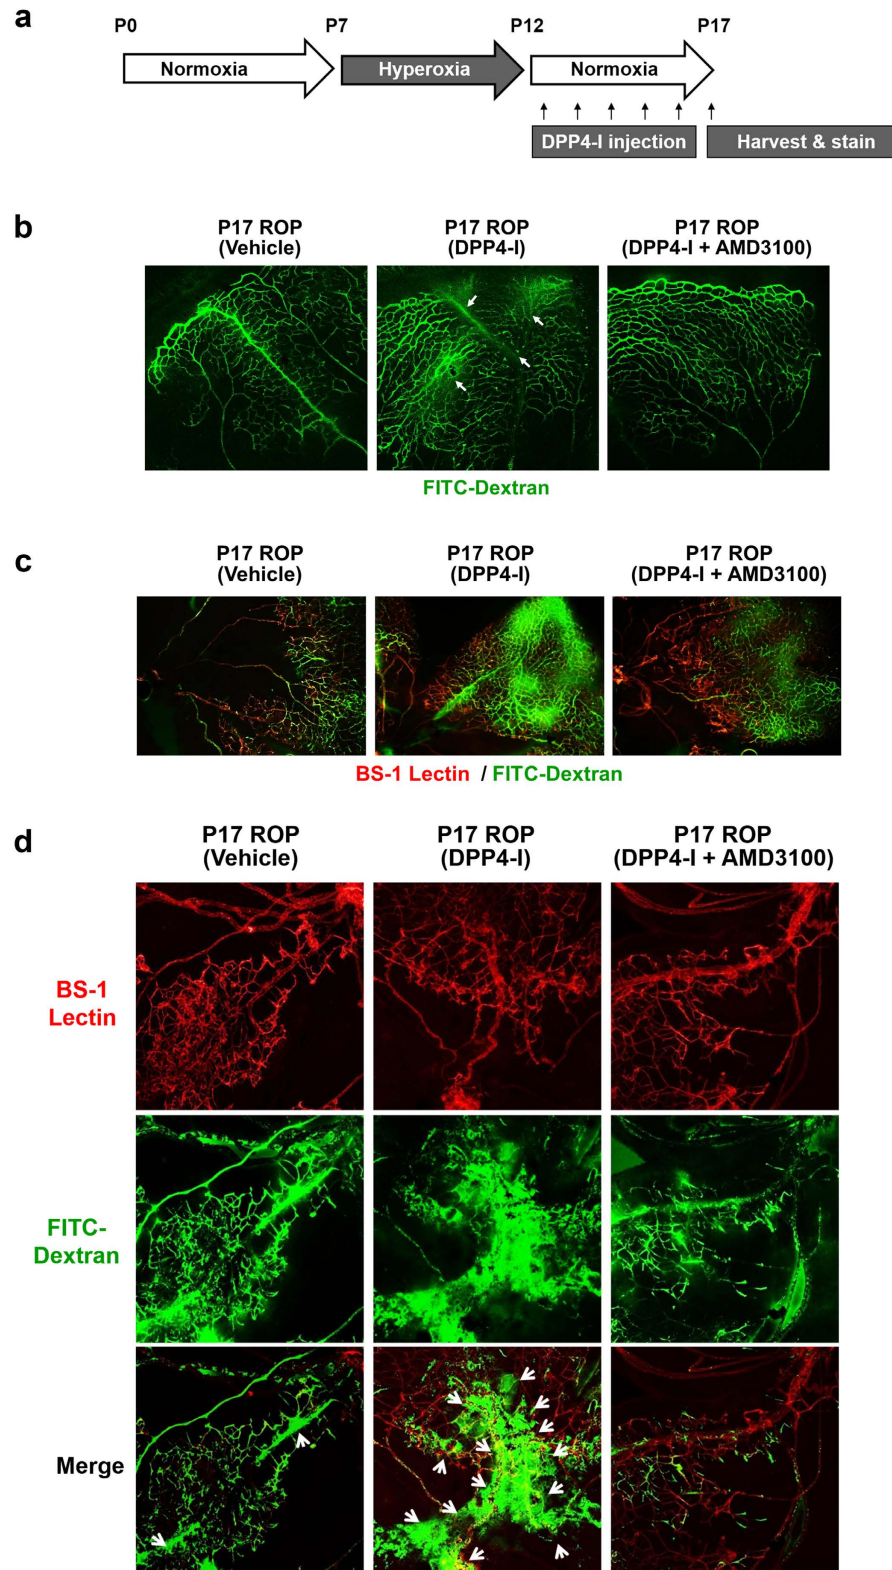 a
P0 P7 P12 P17
Normoxia Hyperoxia Normoxia
DPP4-I injection Harvest & stain
b
P17 ROP
(Vehicle)
P17 ROP
(DPP4-I)
P17 ROP
(DPP4-I + AMD3100)
FITC-Dextran
c
P17 ROP
(Vehicle)
P17 ROP
(DPP4-I)
P17 ROP
(DPP4-I + AMD3100)
BS-1 Lectin / FITC-Dextran
d
P17 ROP
(Vehicle)
P17 ROP
(DPP4-I)
P17 ROP
(DPP4-I + AMD3100)
BS-1
Lectin
FITC-
Dextran
Merge